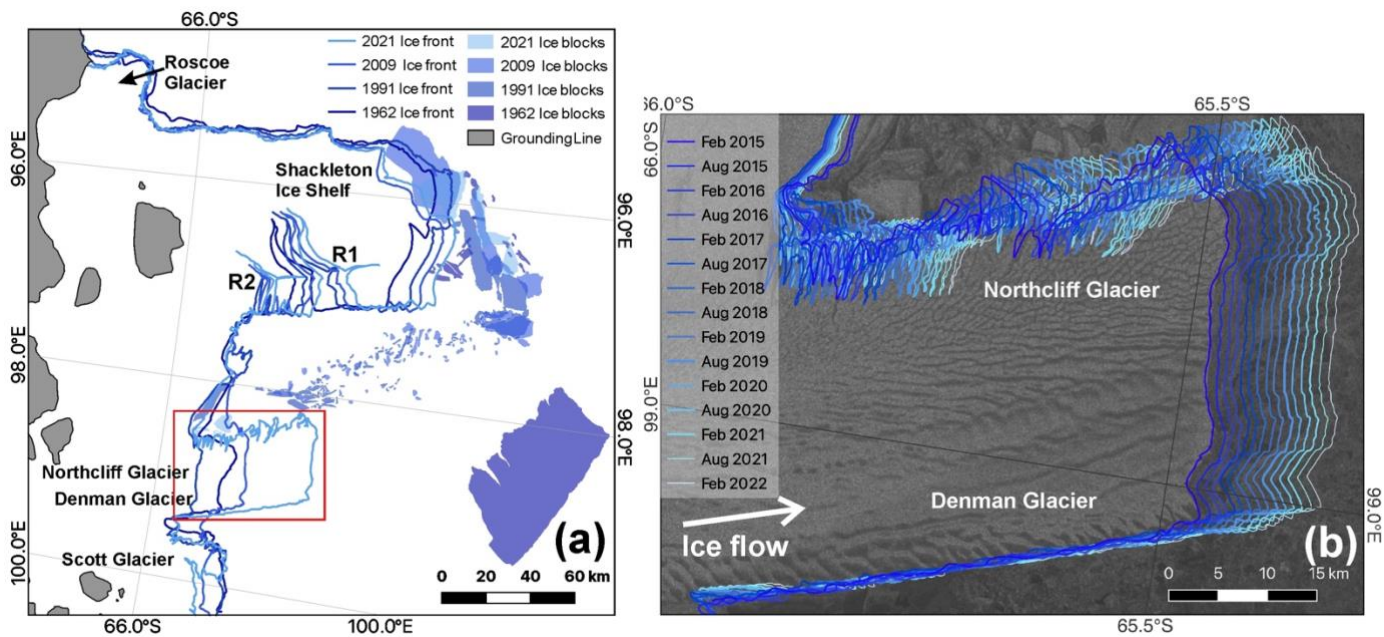 66.0°S
Roscoe
Glacier
2021 Ice front
2009 Ice front
1991 Ice front
1962 Ice front
2021 Ice blocks
2009 Ice blocks
1991 Ice blocks
1962 Ice blocks
Grounding Line
96.0°E
Shackleton
Ice Shelf
96.0°E
R1
R2
98.0°E
98.0°E
Northcliff Glacier
Denman Glacier
Scott Glacier
100.0°E
(a)
0 20 40 60 km
66.0°S
100.0°E
66.0°S
65.5°S
66.0°S
Feb 2015
Aug 2015
Feb 2016
Aug 2016
Feb 2017
Aug 2017
Feb 2018
Aug 2018
Feb 2019
Aug 2019
Feb 2020
Aug 2020
Feb 2021
Aug 2021
Feb 2022
Northcliff Glacier
99.0°E
Denman Glacier
Ice flow
99.0°E
(b)
0 5 10 15 km
65.5°S